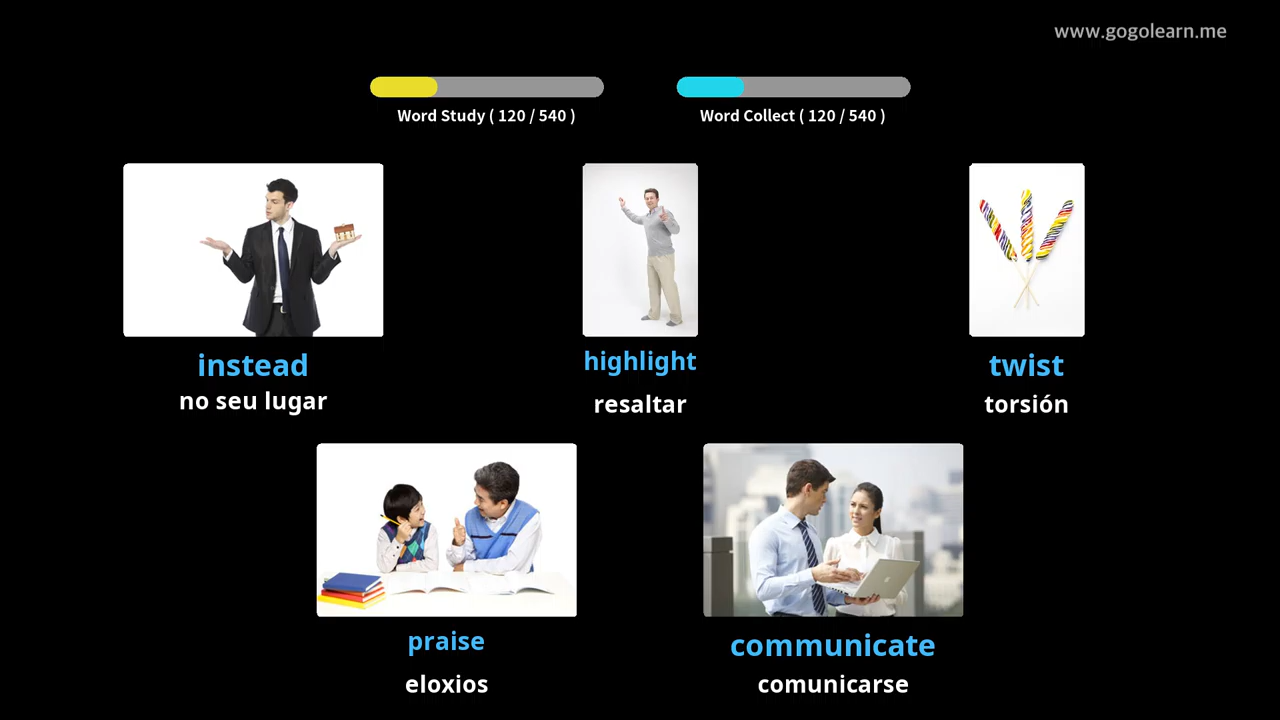 www.gogolearn.me
Word Study ( 120 / 540 )
Word Collect ( 120 / 540 )
instead
no seu lugar
highlight
resaltar
twist
torsión
praise
eloxios
communicate
comunicarse